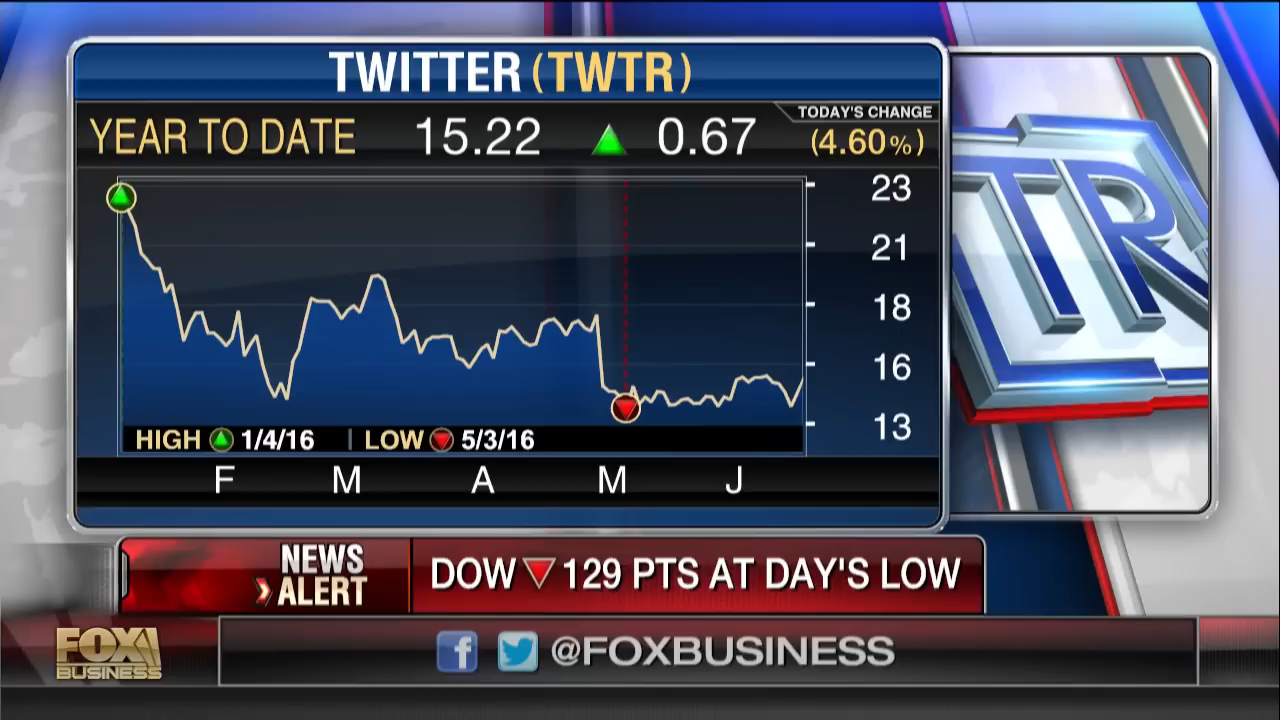 TWITTER (TWTR)
TODAY'S CHANGE
YEAR TO DATE 15.22 0.67 (4.60%)
23
21
18
16
13
HIGH 1/4/16 | LOW 5/3/16
F M A M J
TR
NEWS ALERT
DOW 129 PTS AT DAY'S LOW
FOX
BUSINESS
@FOXBUSINESS